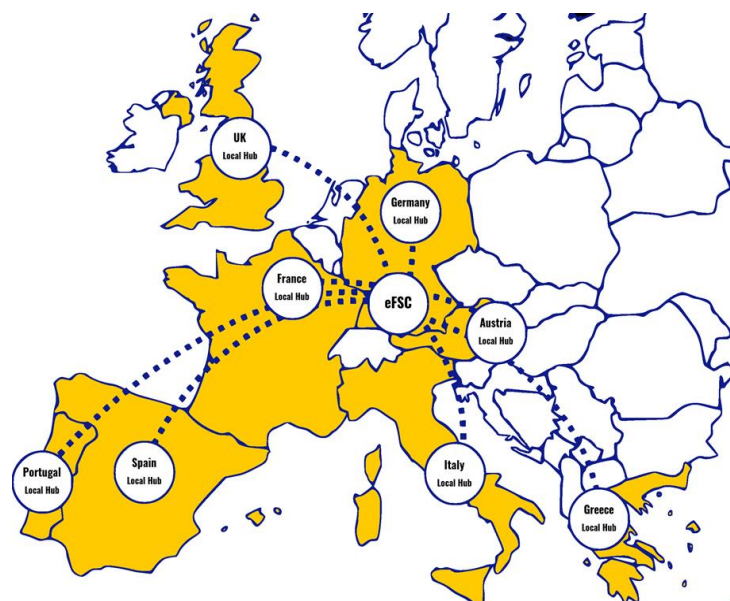 UK
Local Hub
Germany
Local Hub
France
Local Hub
eFSC
Austria
Local Hub
Portugal
Local Hub
Spain
Local Hub
Italy
Local Hub
Greece
Local Hub